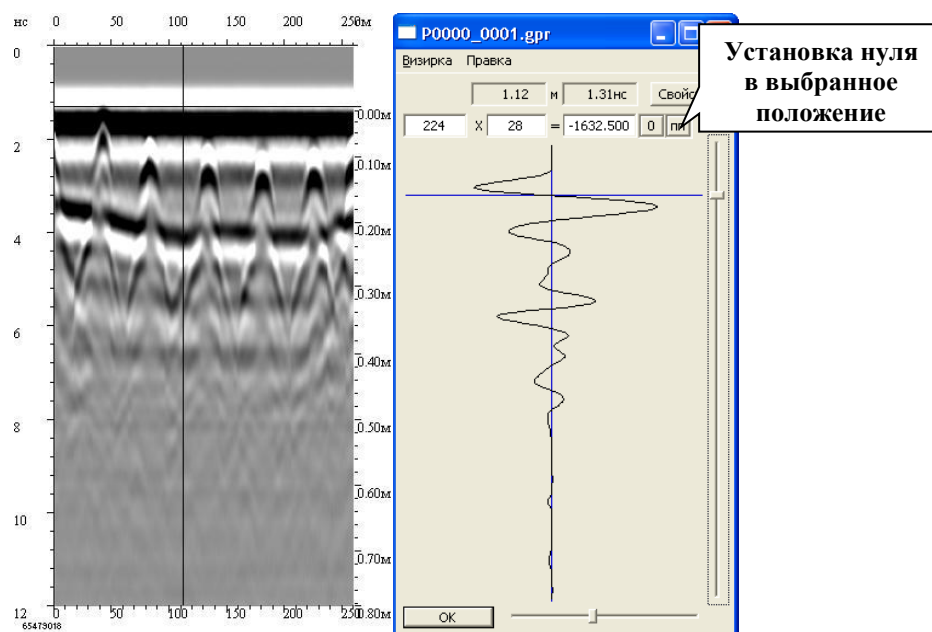 нс 0 50 100 150 200 250м
0
2
4
6
8
10
12
0.00м
0.10м
0.20м
0.30м
0.40м
0.50м
0.60м
0.70м
0.80м
0 50 100 150 200 250
65479018
P0000_0001.gpr
Визирка Правка
1.12 м 1.31нс Свойс
224 X 28 = -1632.500 0
OK
Установка нуля
в выбранное
положение